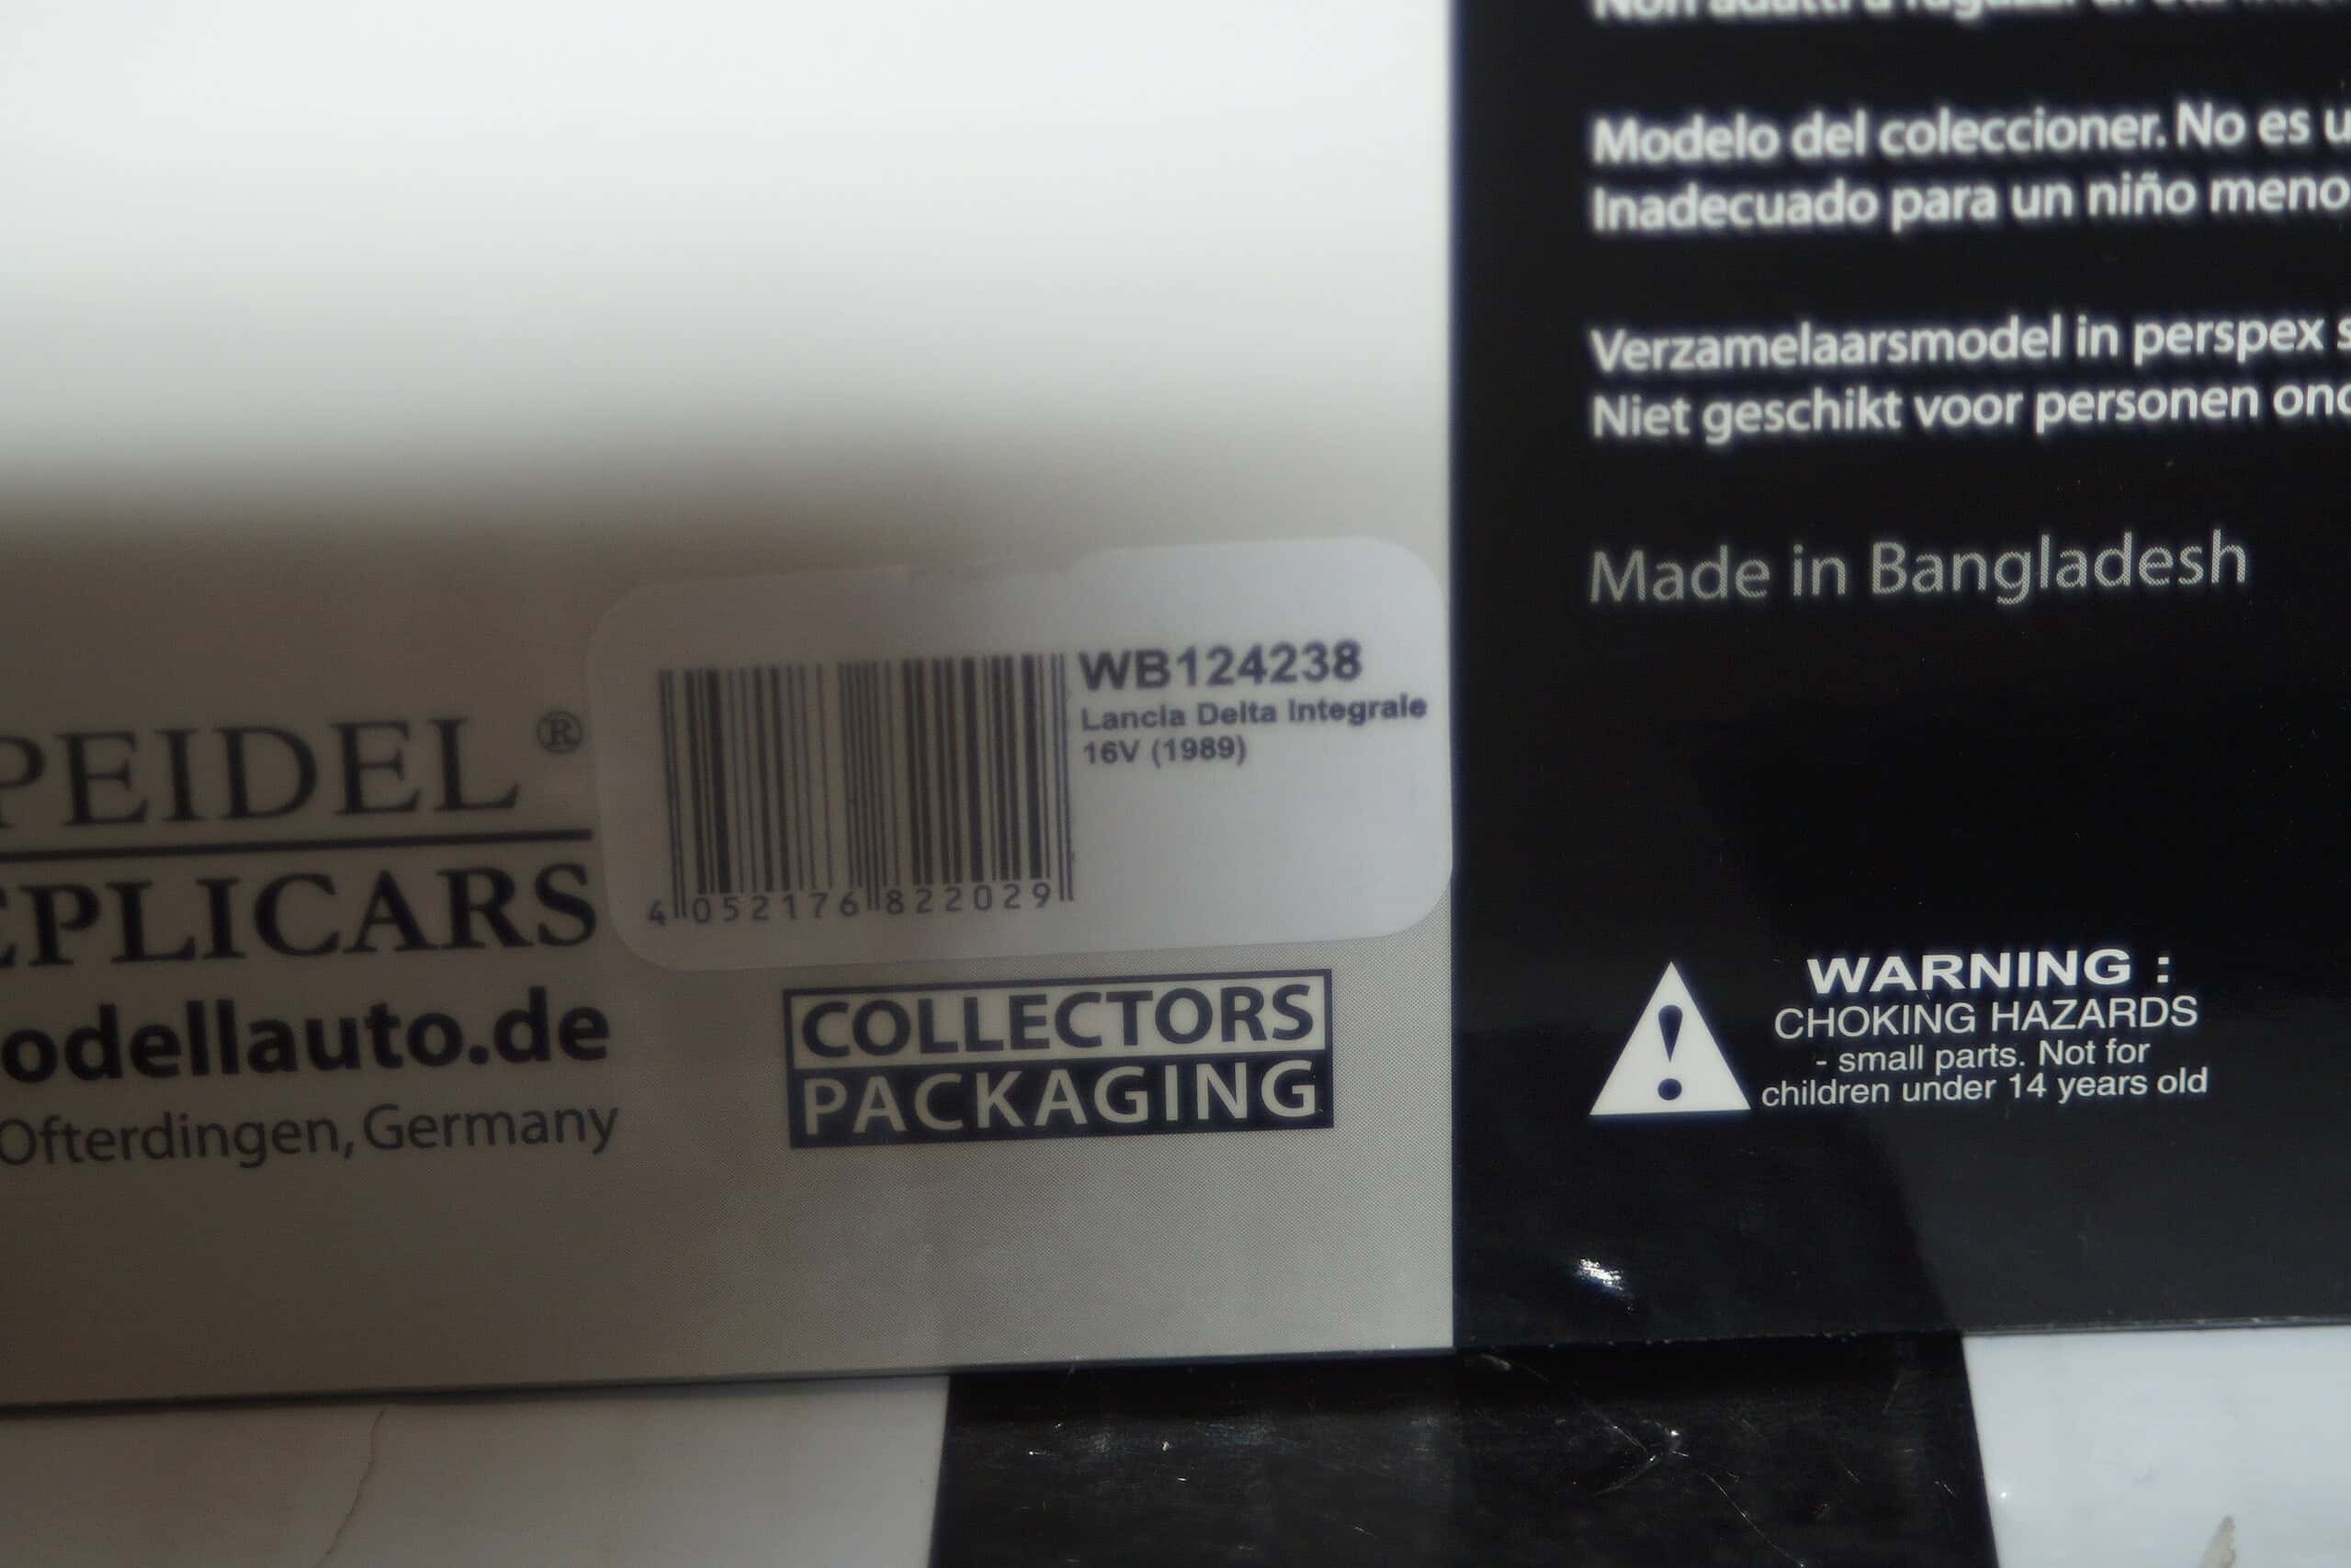 PEIDEL ®
EPLICARS
odellauto.de
Ofterdingen, Germany
WB124238
Lancia Delta Integrale
16V (1989)
4 052176 822029
COLLECTORS
PACKAGING
Modelo del coleccioner. No es u
Inadecuado para un niño meno
Verzamelaarsmodel in perspex s
Niet geschikt voor personen ond
Made in Bangladesh
WARNING :
CHOKING HAZARDS
- small parts. Not for
children under 14 years old